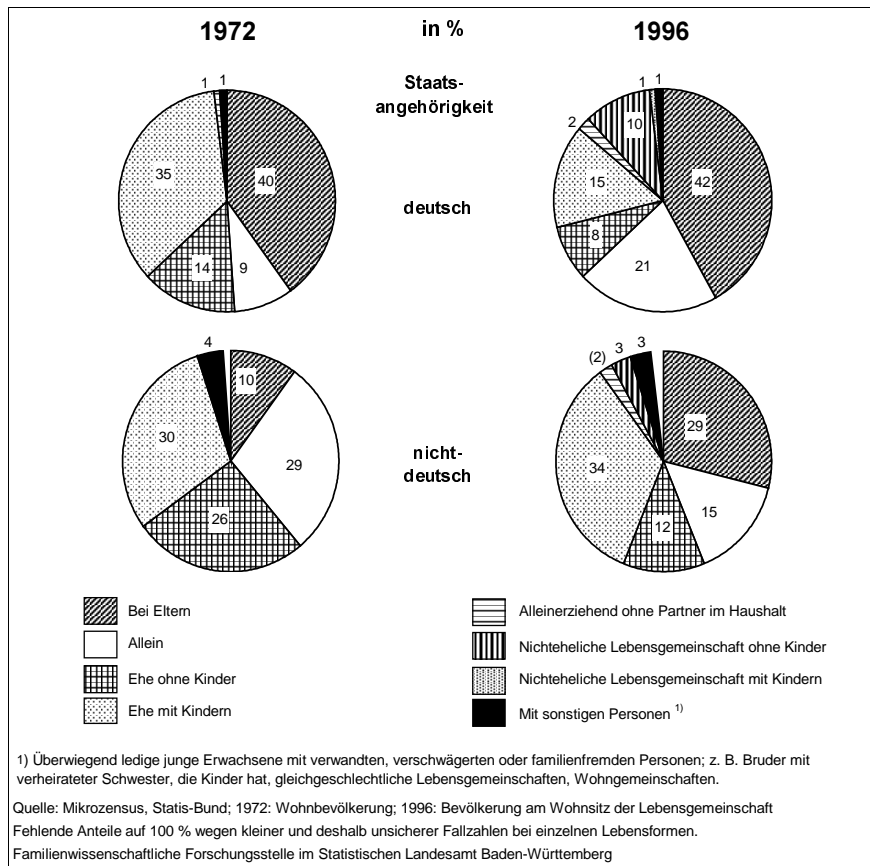 1972 in % 1996
Staats-
angehörigkeit
deutsch
1 1
40
9
14
35
1 1
10
2
15
8
21
42
nicht-
deutsch
4
10
29
26
30
(2) 3 3
29
15
12
34
Bei Eltern
Allein
Ehe ohne Kinder
Ehe mit Kindern
Alleinerziehend ohne Partner im Haushalt
Nichteheliche Lebensgemeinschaft ohne Kinder
Nichteheliche Lebensgemeinschaft mit Kindern
Mit sonstigen Personen 1)
1) Überwiegend ledige junge Erwachsene mit verwandten, verschwägerten oder familienfremden Personen; z. B. Bruder mit
verheirateter Schwester, die Kinder hat, gleichgeschlechtliche Lebensgemeinschaften, Wohngemeinschaften.
Quelle: Mikrozensus, Statis-Bund; 1972: Wohnbevölkerung; 1996: Bevölkerung am Wohnsitz der Lebensgemeinschaft
Fehlende Anteile auf 100 % wegen kleiner und deshalb unsicherer Fallzahlen bei einzelnen Lebensformen.
Familienwissenschaftliche Forschungsstelle im Statistischen Landesamt Baden-Württemberg